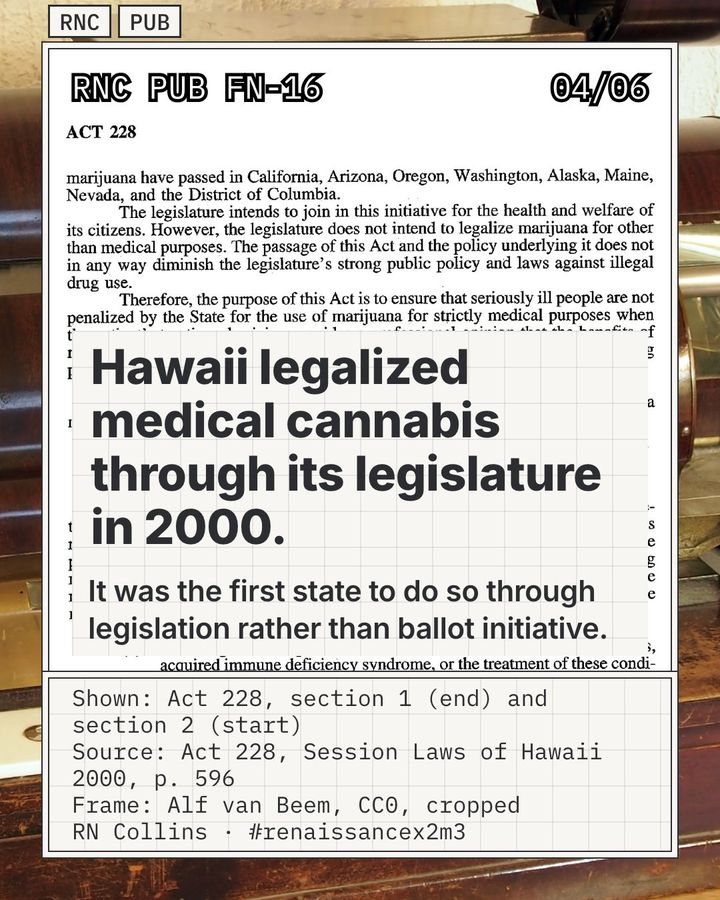 RNC PUB
RNC PUB FN-16 04/06
ACT 228
marijuana have passed in California, Arizona, Oregon, Washington, Alaska, Maine,
Nevada, and the District of Columbia.
The legislature intends to join in this initiative for the health and welfare of
its citizens. However, the legislature does not intend to legalize marijuana for other
than medical purposes. The passage of this Act and the policy underlying it does not
in any way diminish the legislature's strong public policy and laws against illegal
drug use.
Therefore, the purpose of this Act is to ensure that seriously ill people are not
penalized by the State for the use of marijuana for strictly medical purposes when
Hawaii legalized
medical cannabis
through its legislature
in 2000.
It was the first state to do so through
legislation rather than ballot initiative.
acquired immune deficiency syndrome, or the treatment of these condi-
Shown: Act 228, section 1 (end) and
section 2 (start)
Source: Act 228, Session Laws of Hawaii
2000, p. 596
Frame: Alf van Beem, CC0, cropped
RN Collins · #renaissancex2m3